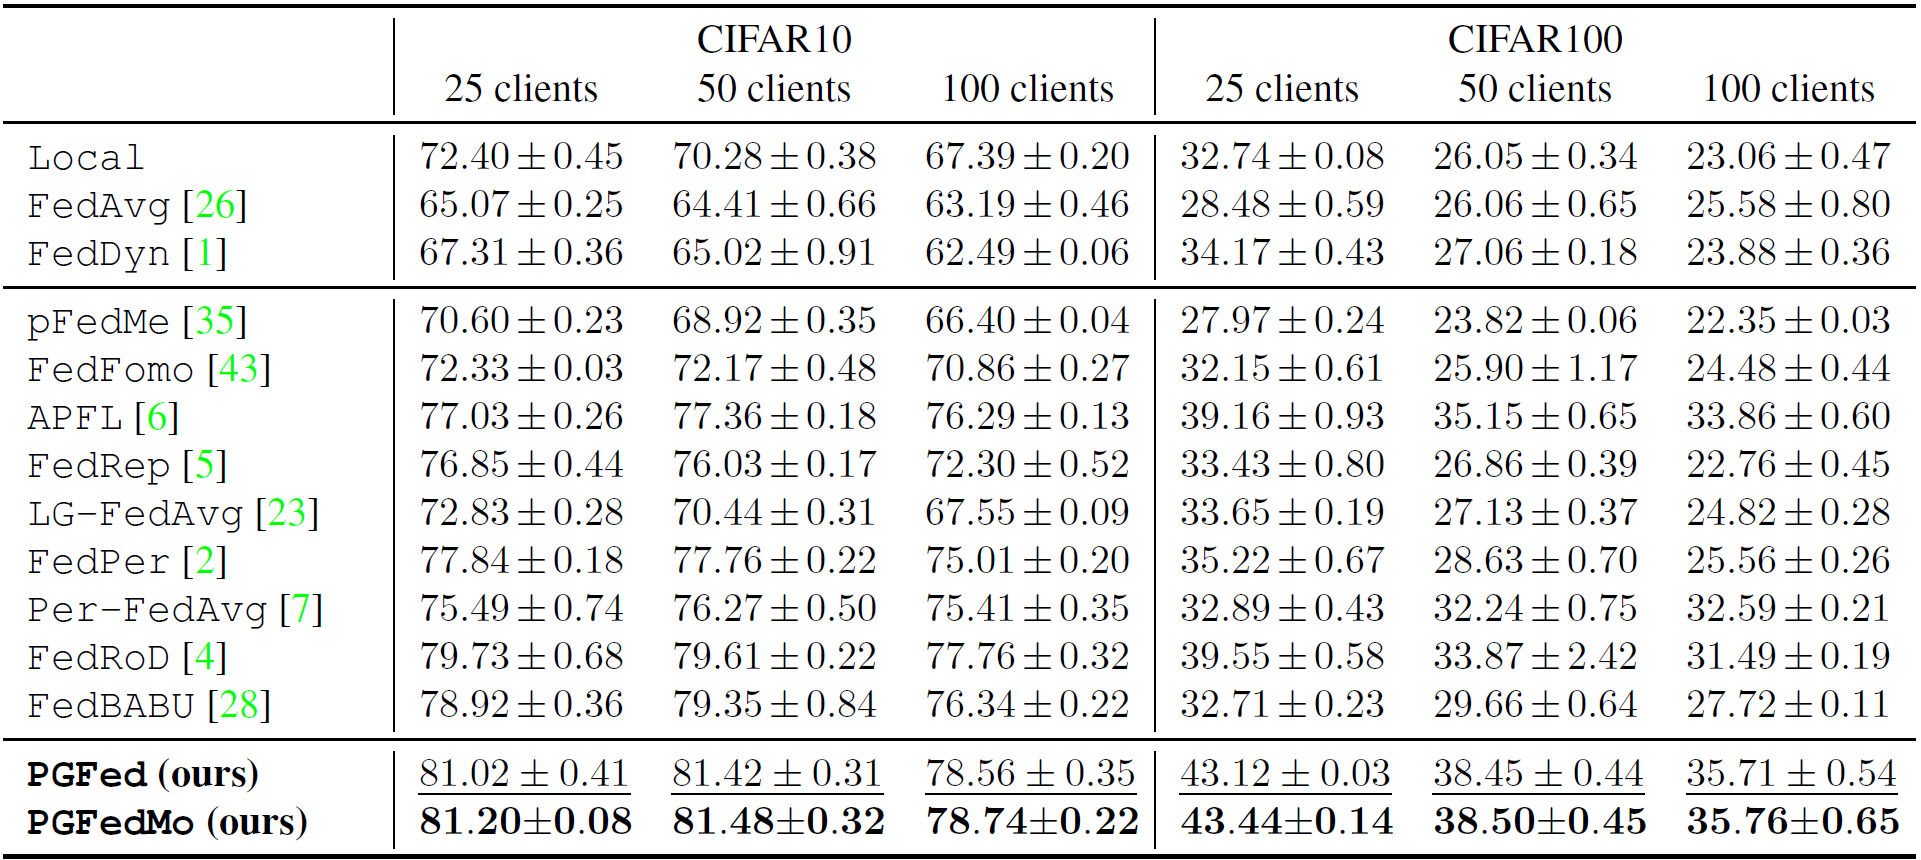 CIFAR10 CIFAR100
25 clients 50 clients 100 clients 25 clients 50 clients 100 clients
Local 72.40±0.45 70.28±0.38 67.39±0.20 32.74±0.08 26.05±0.34 23.06±0.47
FedAvg [26] 65.07±0.25 64.41±0.66 63.19±0.46 28.48±0.59 26.06±0.65 25.58±0.80
FedDyn [1] 67.31±0.36 65.02±0.91 62.49±0.06 34.17±0.43 27.06±0.18 23.88±0.36
pFedMe [35] 70.60±0.23 68.92±0.35 66.40±0.04 27.97±0.24 23.82±0.06 22.35±0.03
FedFomo [43] 72.33±0.03 72.17±0.48 70.86±0.27 32.15±0.61 25.90±1.17 24.48±0.44
APFL [6] 77.03±0.26 77.36±0.18 76.29±0.13 39.16±0.93 35.15±0.65 33.86±0.60
FedRep [5] 76.85±0.44 76.03±0.17 72.30±0.52 33.43±0.80 26.86±0.39 22.76±0.45
LG-FedAvg [23] 72.83±0.28 70.44±0.31 67.55±0.09 33.65±0.19 27.13±0.37 24.82±0.28
FedPer [2] 77.84±0.18 77.76±0.22 75.01±0.20 35.22±0.67 28.63±0.70 25.56±0.26
Per-FedAvg [7] 75.49±0.74 76.27±0.50 75.41±0.35 32.89±0.43 32.24±0.75 32.59±0.21
FedRoD [4] 79.73±0.68 79.61±0.22 77.76±0.32 39.55±0.58 33.87±2.42 31.49±0.19
FedBABU [28] 78.92±0.36 79.35±0.84 76.34±0.22 32.71±0.23 29.66±0.64 27.72±0.11
PGFed (ours) 81.02 ± 0.41 81.42 ± 0.31 78.56 ± 0.35 43.12 ± 0.03 38.45 ± 0.44 35.71 ± 0.54
PGFedMo (ours) 81.20±0.08 81.48±0.32 78.74±0.22 43.44±0.14 38.50±0.45 35.76±0.65